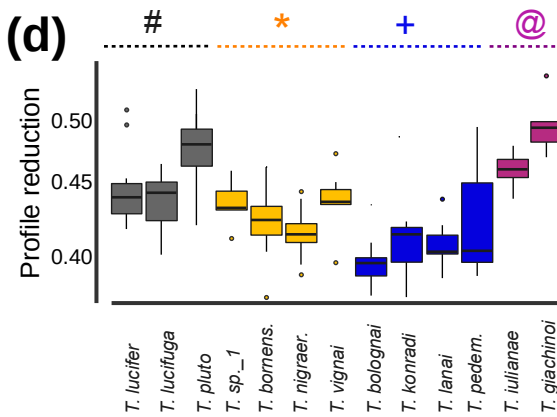 (d)
# * + @
Profile reduction
0.50
0.45
0.40
T. lucifer
T. lucifuga
T. pluto
T. sp._1
T. bornens.
T. nigraer.
T. vignai
T. bolognai
T. konradi
T. lanai
T. pedem.
T. iulianae
T. giachinoi